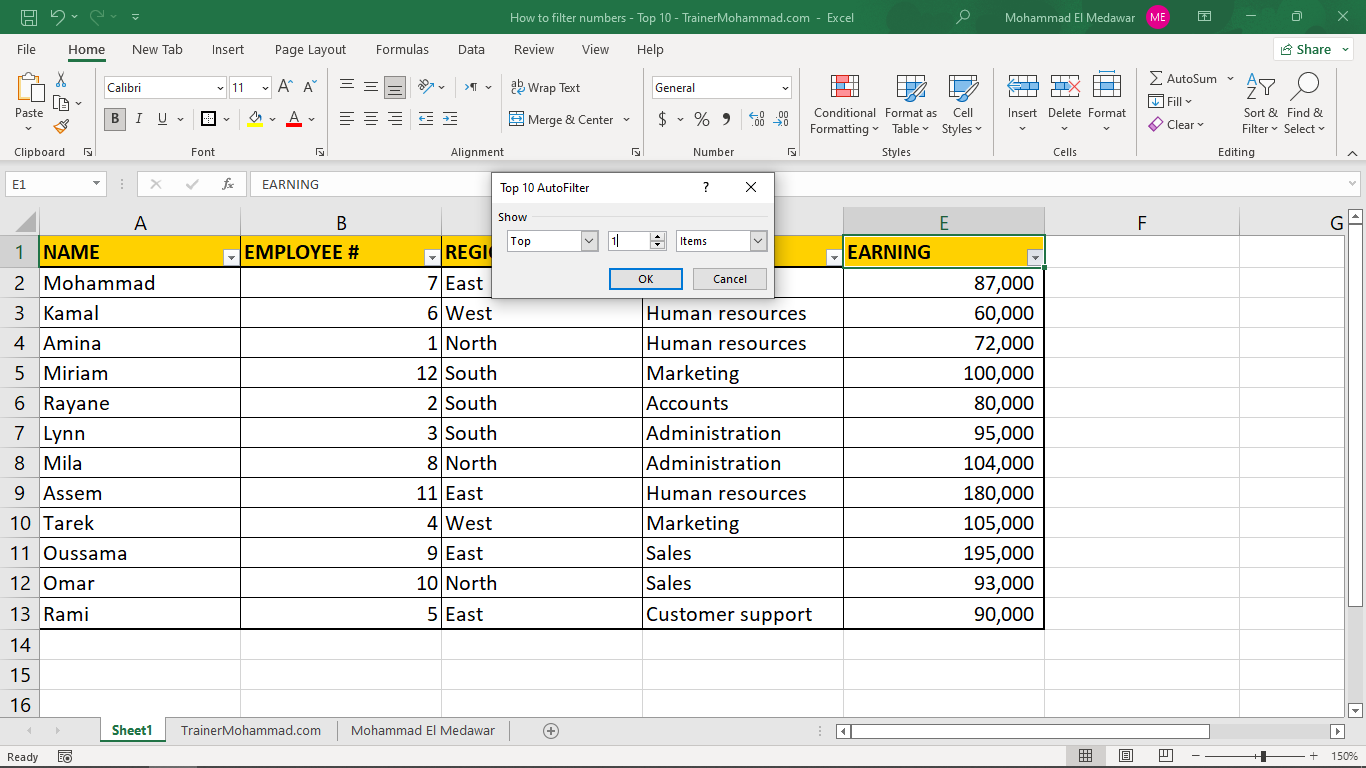 How to filter numbers - Top 10 - TrainerMohammad.com - Excel
Mohammad El Medawar ME
File Home New Tab Insert Page Layout Formulas Data Review View Help Share
Paste
Calibri 11
B I U A A A
Wrap Text
Merge & Center
General
$ %
Conditional Formatting
Format as Table
Cell Styles
Insert Delete Format
AutoSum
Fill
Clear
Sort & Filter
Find & Select
Clipboard Font Alignment Number Styles Cells Editing
E1 fx EARNING
Top 10 AutoFilter ?
Show
Top 1 Items
OK Cancel
A B E F G
1 NAME EMPLOYEE # EARNING
2 Mohammad 7 East 87,000
3 Kamal 6 West Human resources 60,000
4 Amina 1 North Human resources 72,000
5 Miriam 12 South Marketing 100,000
6 Rayane 2 South Accounts 80,000
7 Lynn 3 South Administration 95,000
8 Mila 8 North Administration 104,000
9 Assem 11 East Human resources 180,000
10 Tarek 4 West Marketing 105,000
11 Oussama 9 East Sales 195,000
12 Omar 10 North Sales 93,000
13 Rami 5 East Customer support 90,000
14
15
16
Sheet1 TrainerMohammad.com Mohammad El Medawar
Ready 150%